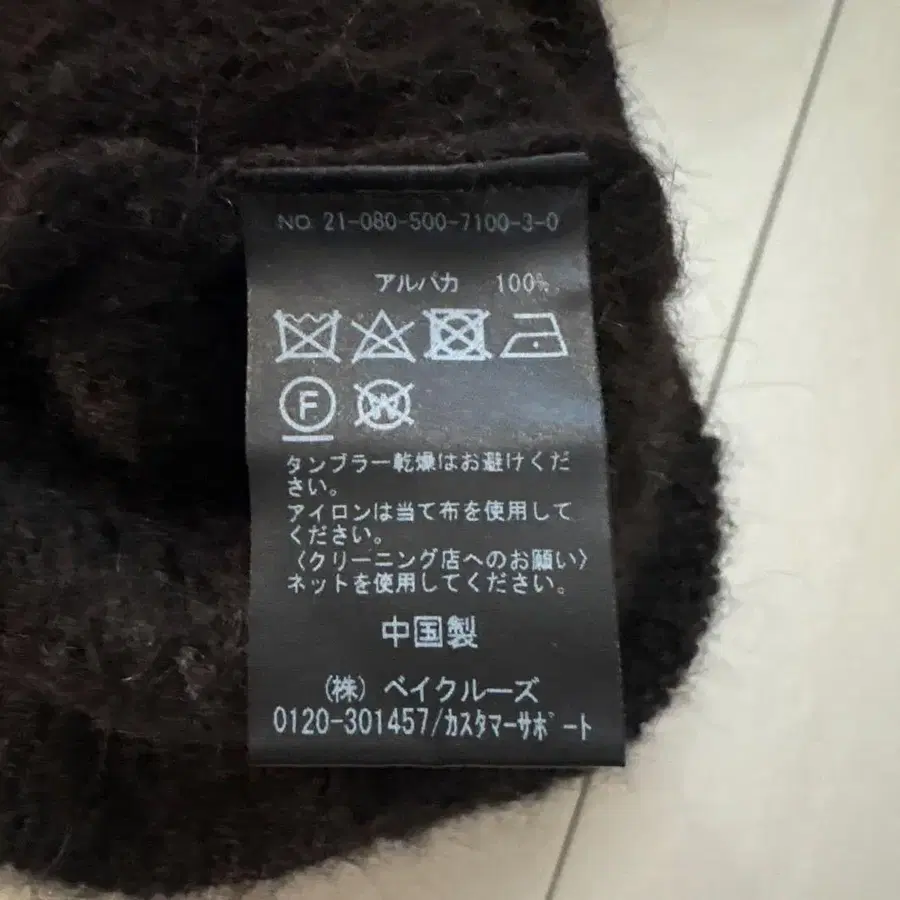 NO. 21-080-500-7100-3-0
アルパカ 100%
F
W
タンブラー乾燥はお避けくだ
さい。
アイロンは当て布を使用して
ください。
〈クリーニング店へのお願い〉
ネットを使用してください。
中国製
(株) ベイクルーズ
0120-301457/ｶｽﾀﾏｰｻﾎﾟｰﾄ